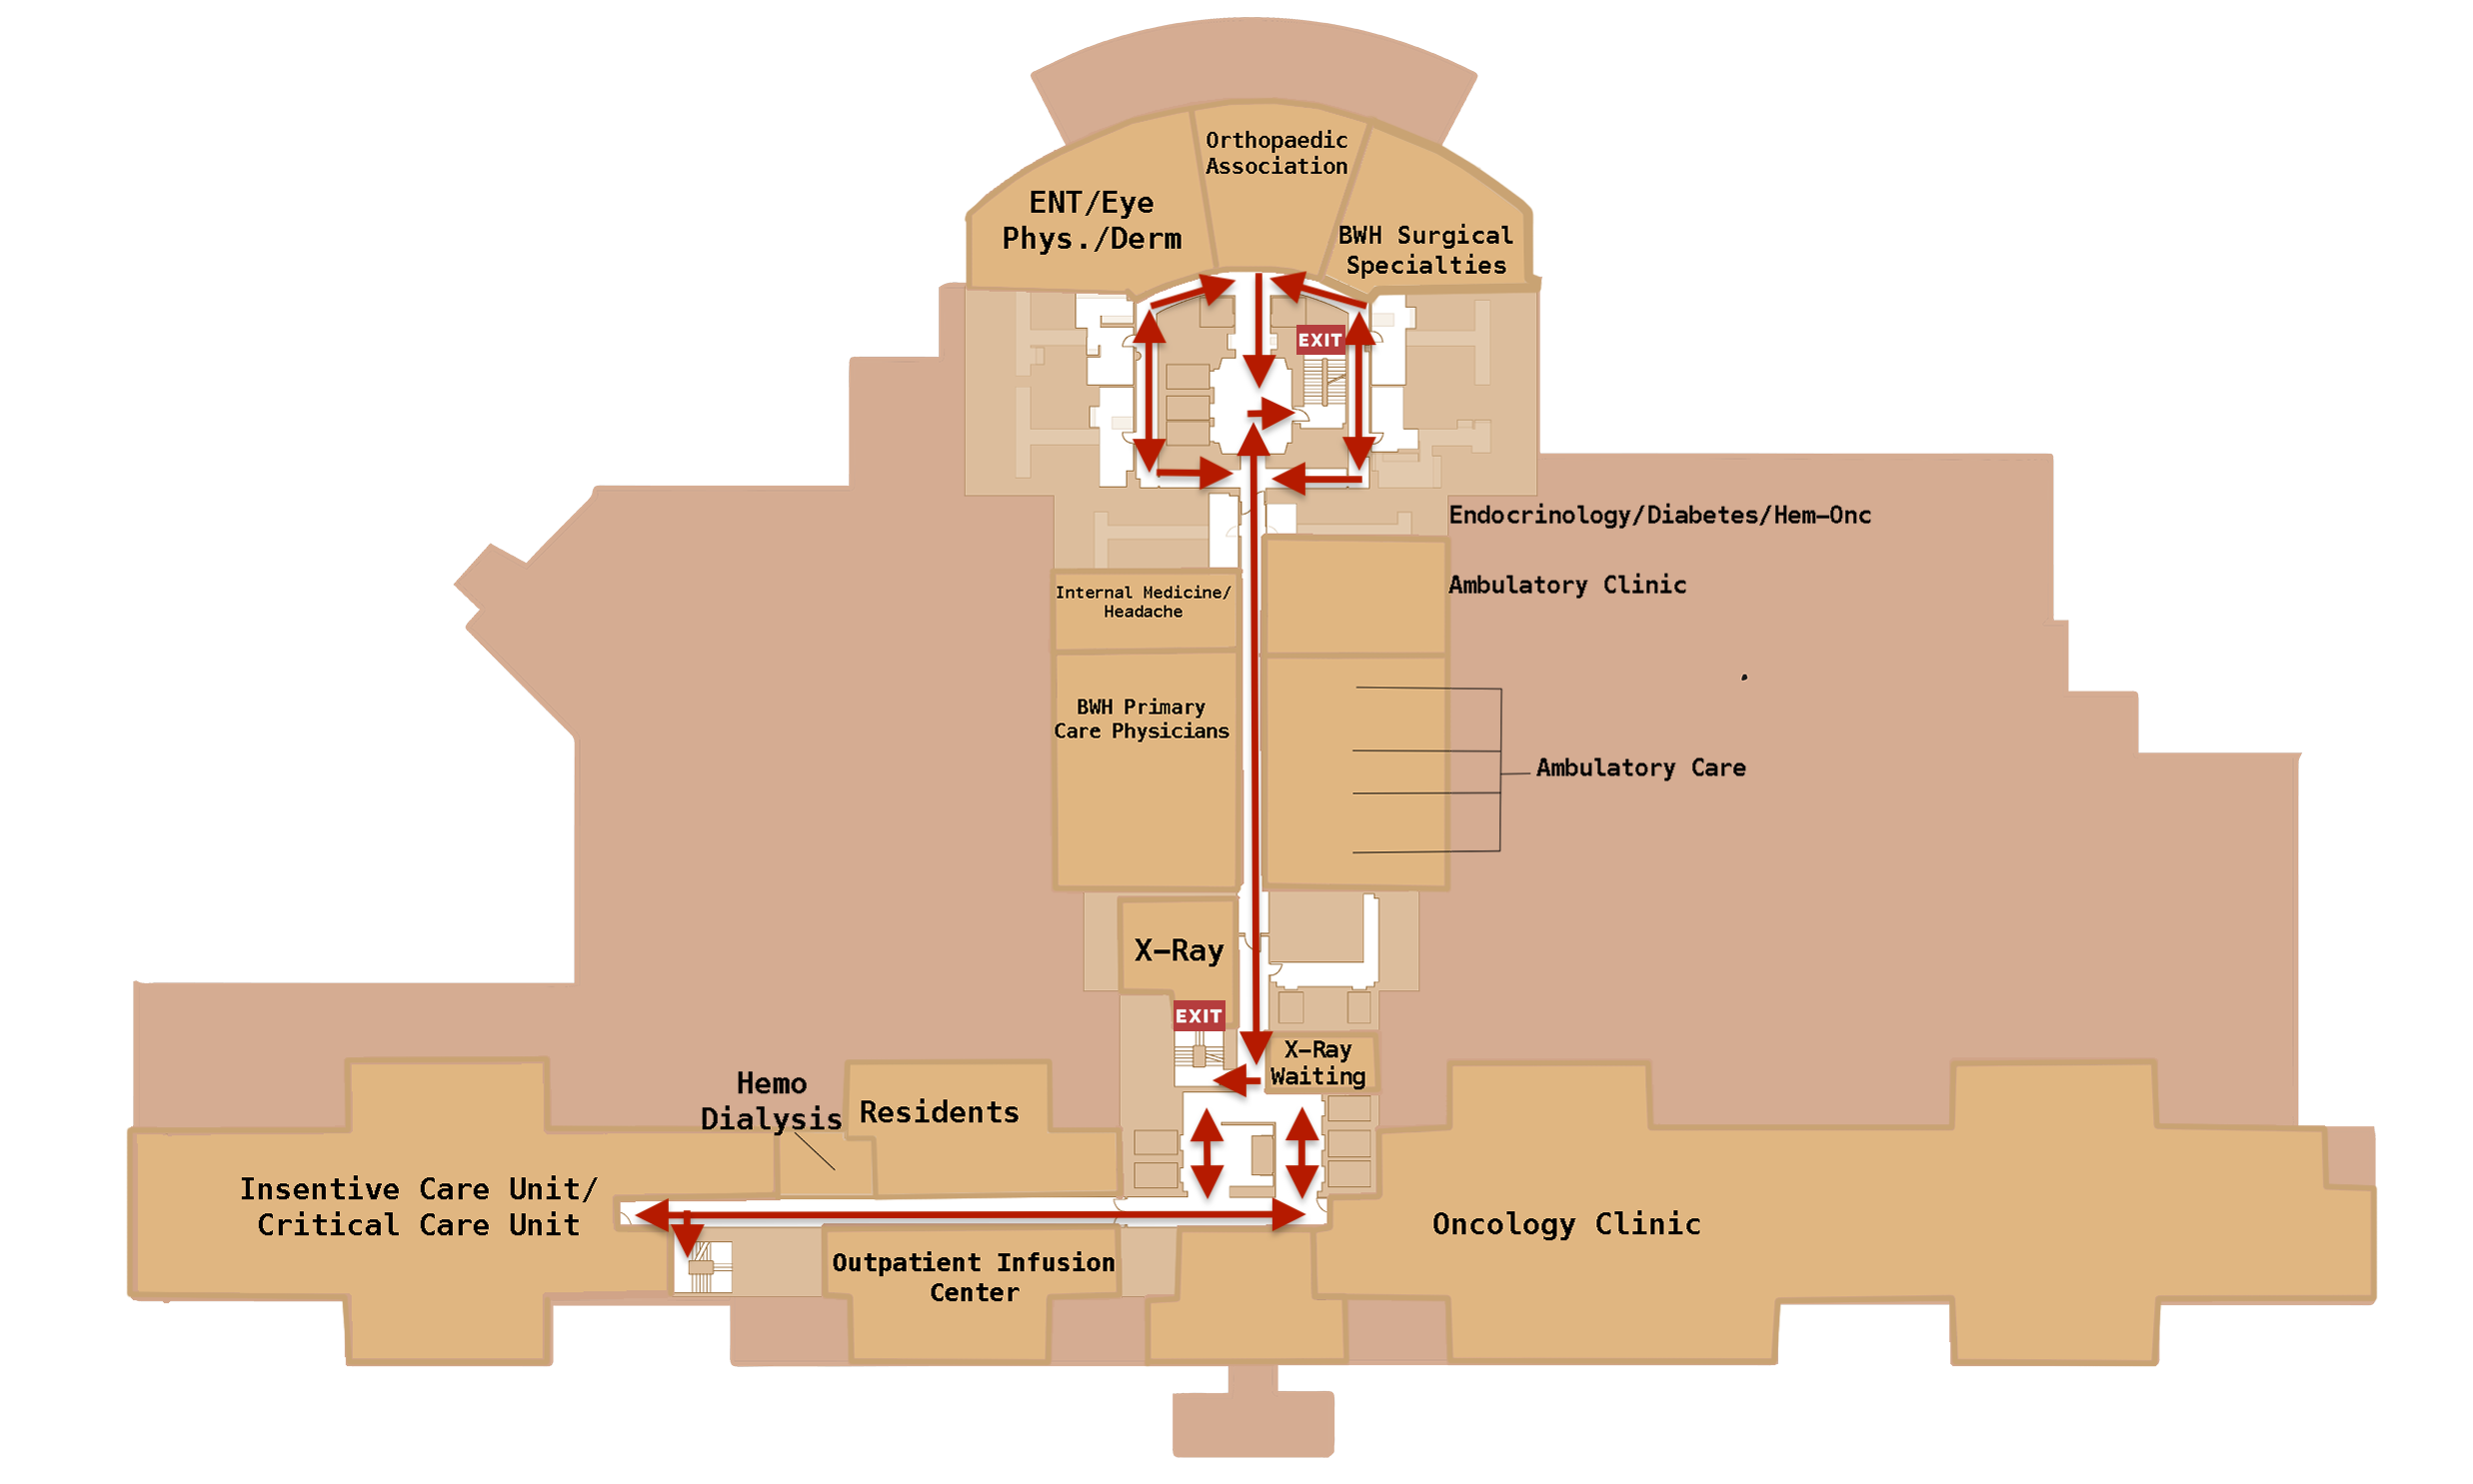 Orthopaedic
Association
ENT/Eye
Phys./Derm
BWH Surgical
Specialties
EXIT
Endocrinology/Diabetes/Hem-Onc
Ambulatory Clinic
Internal Medicine/
Headache
BWH Primary
Care Physicians
Ambulatory Care
X-Ray
EXIT
X-Ray
Waiting
Hemo
Dialysis
Residents
Insentive Care Unit/
Critical Care Unit
Oncology Clinic
Outpatient Infusion
Center